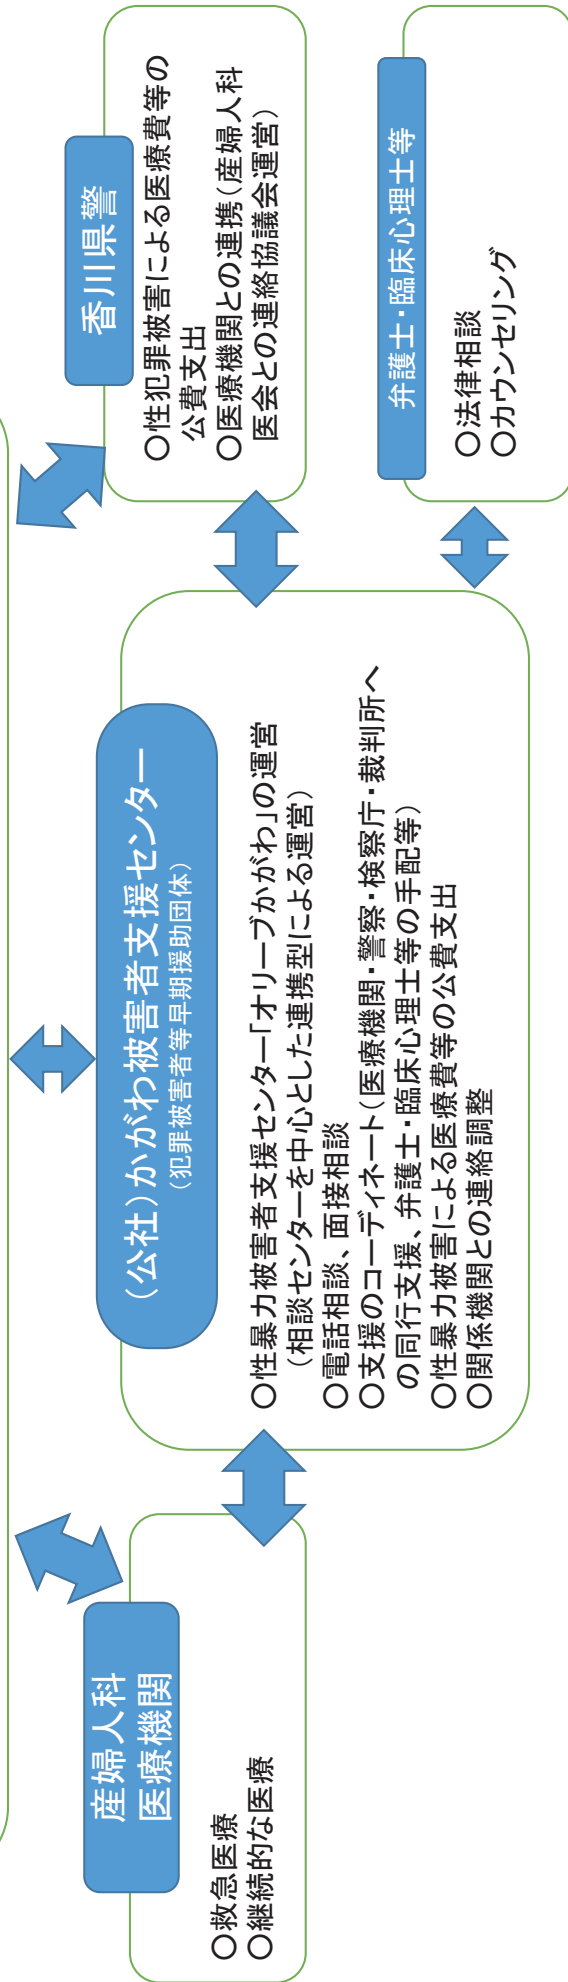 産婦人科
医療機関
○救急医療
○継続的な医療
(公社)かがわ被害者支援センター
(犯罪被害者等早期援助団体)
○性暴力被害者支援センター「オリーブかがわ」の運営
(相談センターを中心とした連携型による運営)
○電話相談、面接相談
○支援のコーディネート(医療機関・警察・検察庁・裁判所へ
の同行支援、弁護士・臨床心理士等の手配等)
○性暴力被害による医療費等の公費支出
○関係機関との連絡調整
香川県警
○性犯罪被害による医療費等の
公費支出
○医療機関との連携(産婦人科
医会との連絡協議会運営)
弁護士・臨床心理士等
○法律相談
○カウンセリング